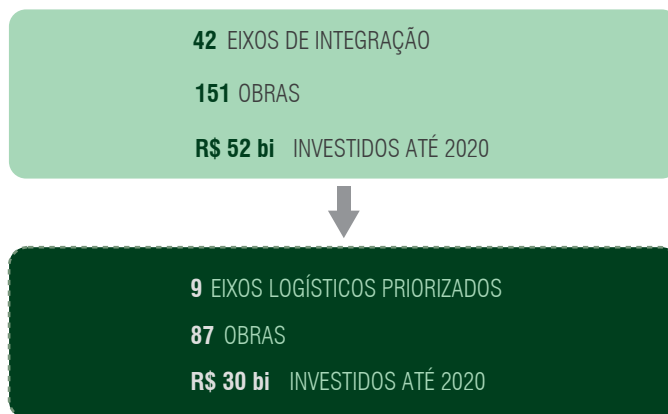 42 EIXOS DE INTEGRAÇÃO
151 OBRAS
R$ 52 bi INVESTIDOS ATÉ 2020
9 EIXOS LOGÍSTICOS PRIORIZADOS
87 OBRAS
R$ 30 bi INVESTIDOS ATÉ 2020